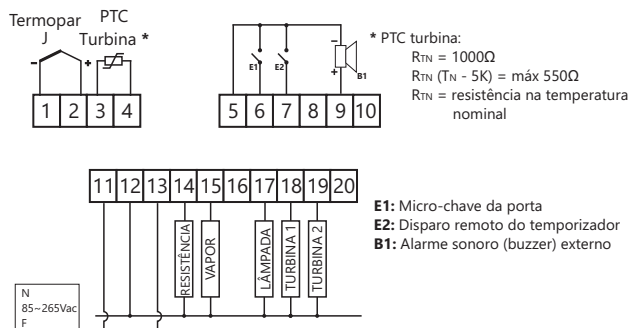 Termopar PTC
J Turbina *
- + 
1 2 3 4
E1 E2 - + B1
5 6 7 8 9 10
* PTC turbina:
RTN = 1000Ω
RTN (TN - 5K) = máx 550Ω
RTN = resistência na temperatura
nominal
11 12 13 14 15 16 17 18 19 20
RESISTÊNCIA
VAPOR
LÂMPADA
TURBINA 1
TURBINA 2
E1: Micro-chave da porta
E2: Disparo remoto do temporizador
B1: Alarme sonoro (buzzer) externo
N
85~265Vac
F